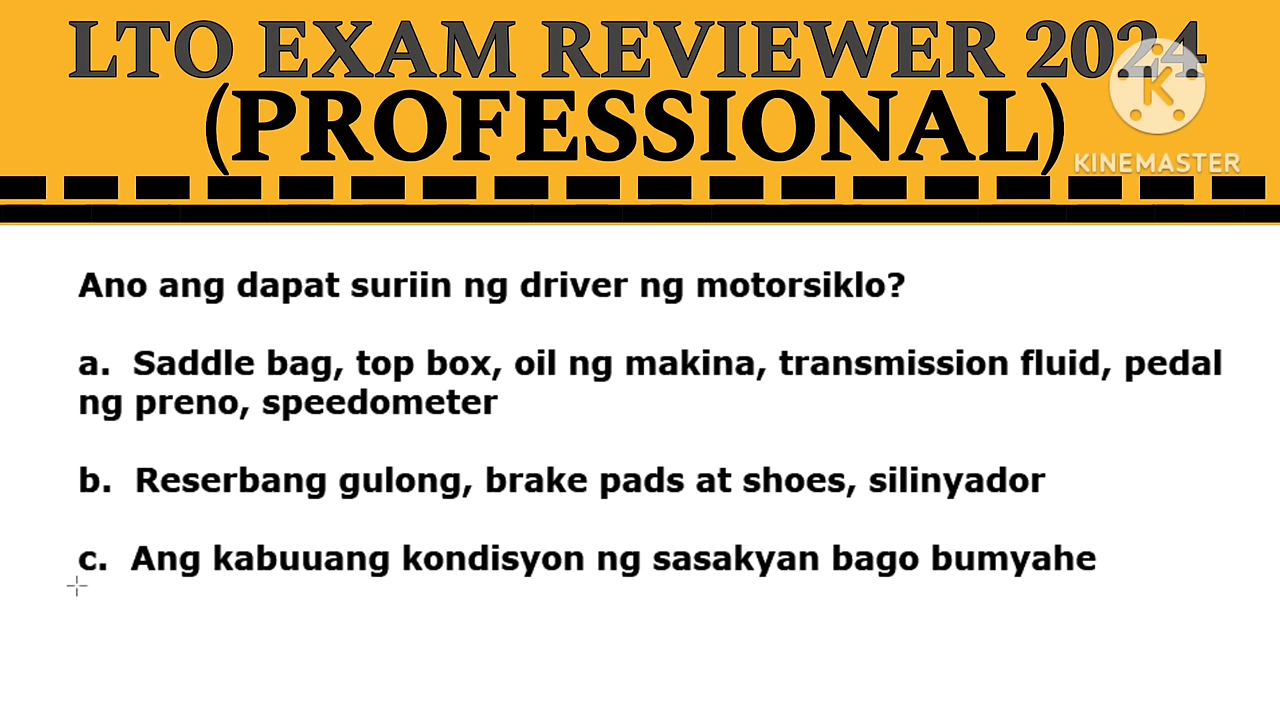 LTO EXAM REVIEWER 2024
(PROFESSIONAL)
K
KINEMASTER
Ano ang dapat suriin ng driver ng motorsiklo?
a. Saddle bag, top box, oil ng makina, transmission fluid, pedal
ng preno, speedometer
b. Reserbang gulong, brake pads at shoes, silinyador
c. Ang kabuuang kondisyon ng sasakyan bago bumyahe